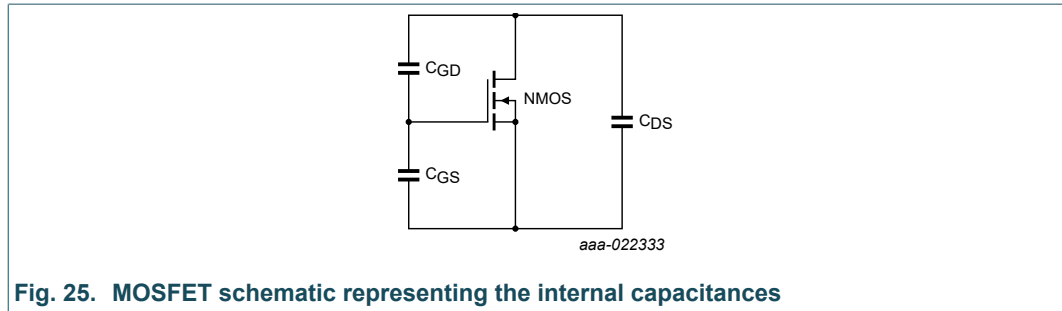 CGD
NMOS
CDS
CGS
aaa-022333
Fig. 25. MOSFET schematic representing the internal capacitances